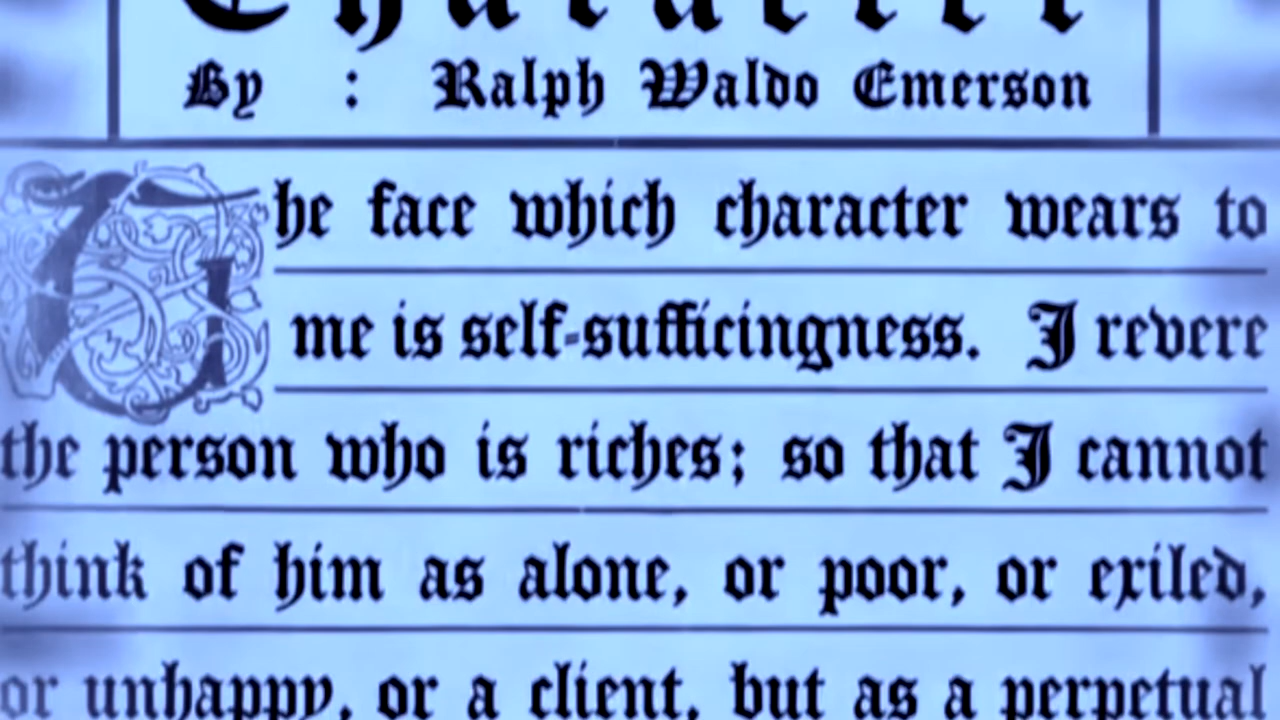 Character
By : Ralph Waldo Emerson
The face which character wears to
me is self-sufficingness. I revere
the person who is riches; so that I cannot
think of him as alone, or poor, or exiled,
or unhappy, or a client, but as a perpetual